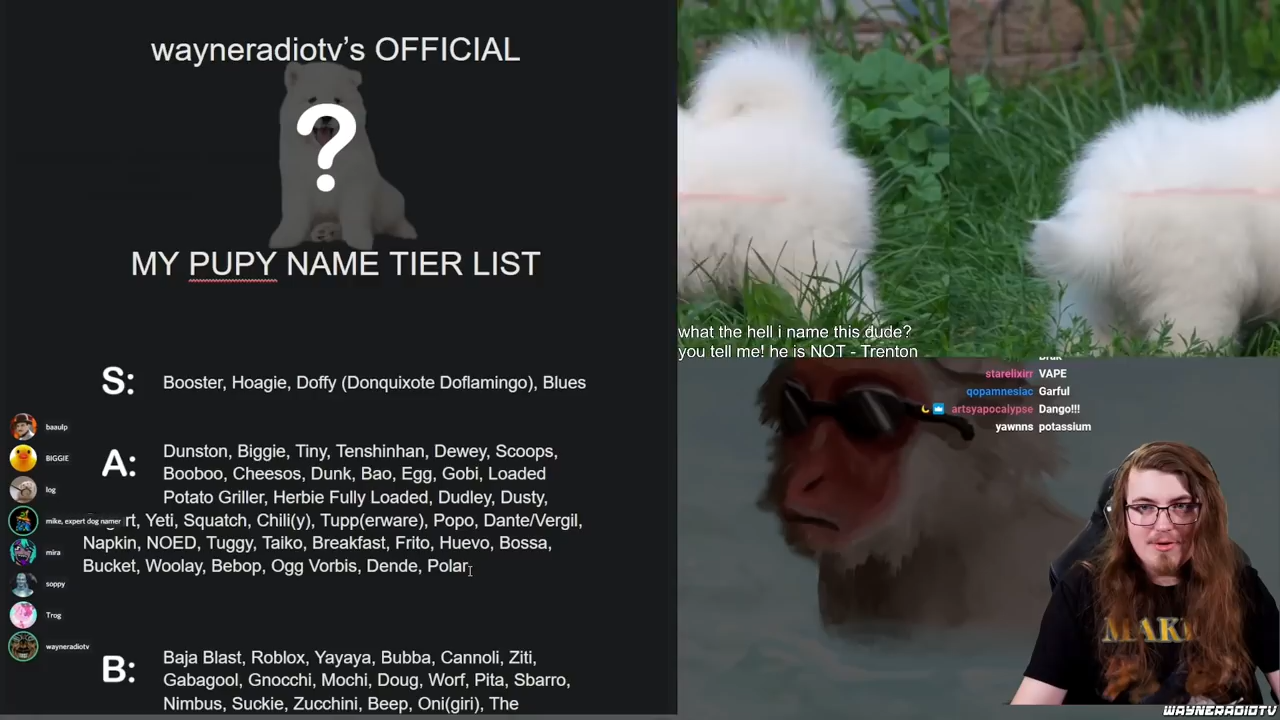 wayneradiotv's OFFICIAL
?
MY PUPY NAME TIER LIST
S:
Booster, Hoagie, Doffy (Donquixote Doflamingo), Blues
A:
Dunston, Biggie, Tiny, Tenshinhan, Dewey, Scoops,
Booboo, Cheesos, Dunk, Bao, Egg, Gobi, Loaded
Potato Griller, Herbie Fully Loaded, Dudley, Dusty,
Yeti, Squatch, Chili(y), Tupp(erware), Popo, Dante/Vergil,
Napkin, NOED, Tuggy, Taiko, Breakfast, Frito, Huevo, Bossa,
Bucket, Woolay, Bebop, Ogg Vorbis, Dende, Polar
B:
Baja Blast, Roblox, Yayaya, Bubba, Cannoli, Ziti,
Gabagool, Gnocchi, Mochi, Doug, Worf, Pita, Sbarro,
Nimbus, Suckie, Zucchini, Beep, Oni(giri), The
baaulp
BIGGIE
log
mike, expert dog namer
mira
soppy
Trog
wayneradiotv
what the hell i name this dude?
you tell me! he is NOT - Trenton
starelixirr VAPE
qopamnesiac Garful
artsyapocalypse Dango!!!
yawnns potassium
WAYNERADIOTV